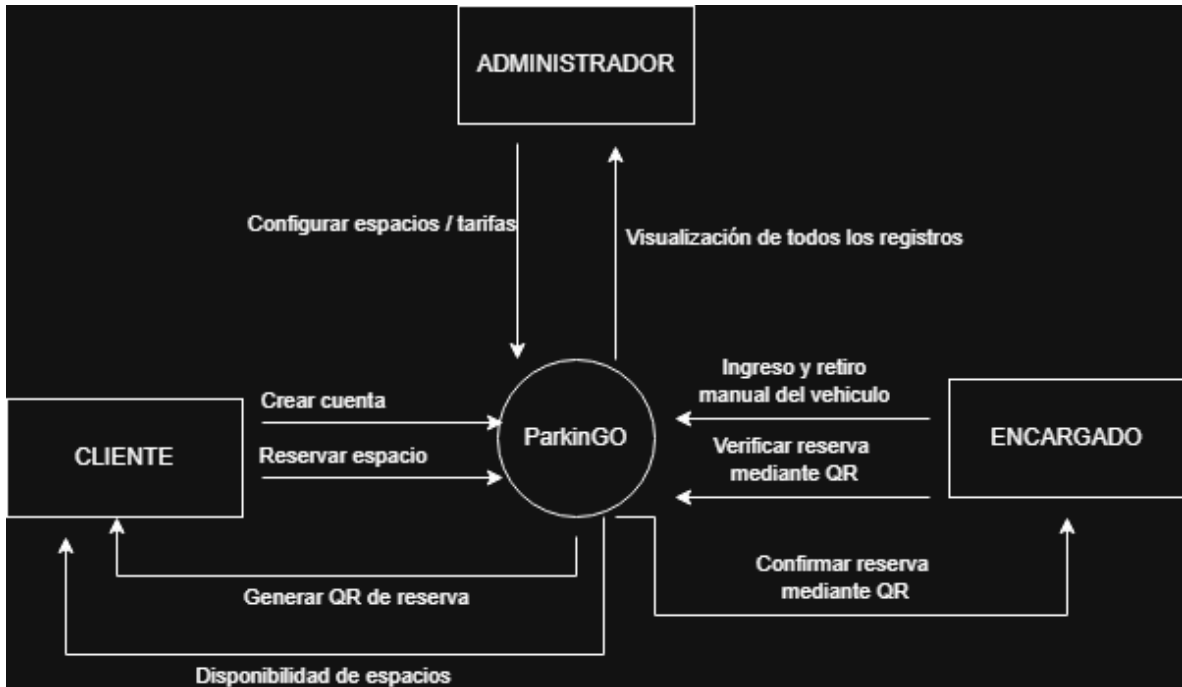 ADMINISTRADOR
Configurar espacios / tarifas
Visualización de todos los registros
Ingreso y retiro
manual del vehiculo
Crear cuenta
ParkinGO
ENCARGADO
CLIENTE
Reservar espacio
Verificar reserva
mediante QR
Confirmar reserva
mediante QR
Generar QR de reserva
Disponibilidad de espacios